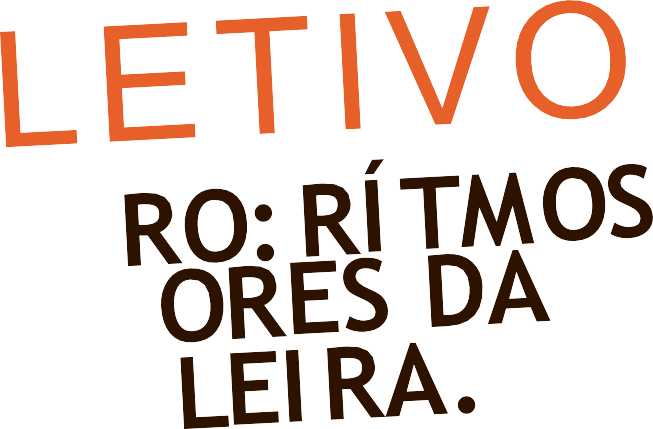 LETIVO
RO: RÍTMOS
ORES DA
LEIRA.